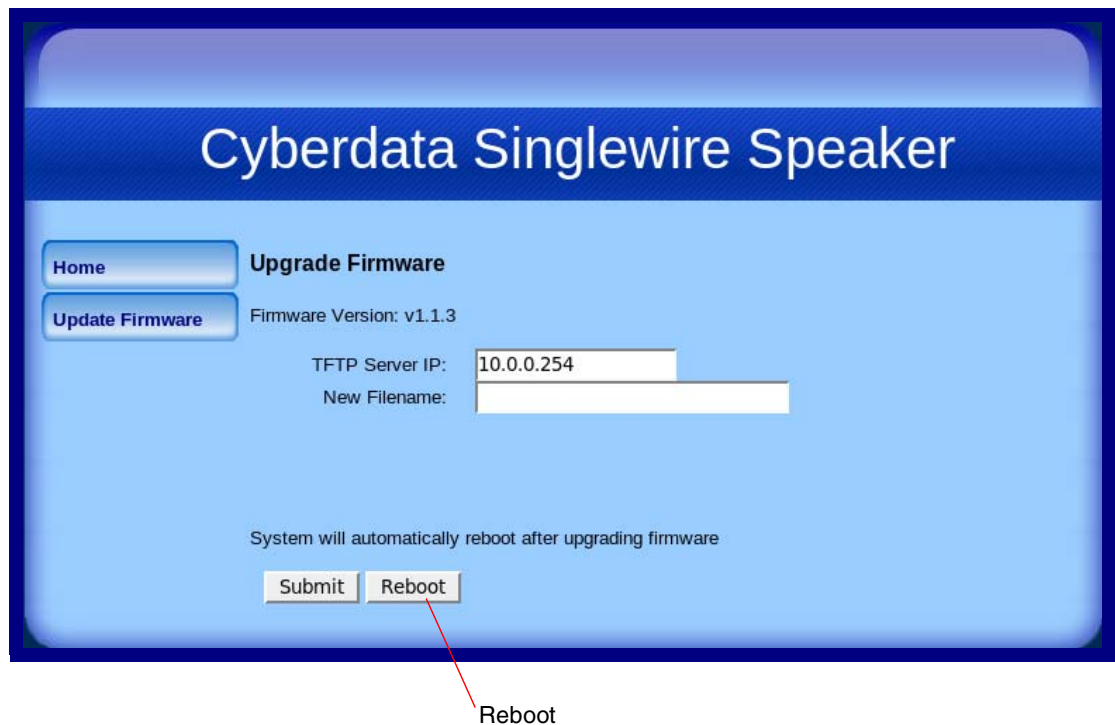 Cyberdata Singlewire Speaker
Home
Update Firmware
Upgrade Firmware
Firmware Version: v1.1.3
TFTP Server IP: 10.0.0.254
New Filename:
System will automatically reboot after upgrading firmware
Submit Reboot
Reboot